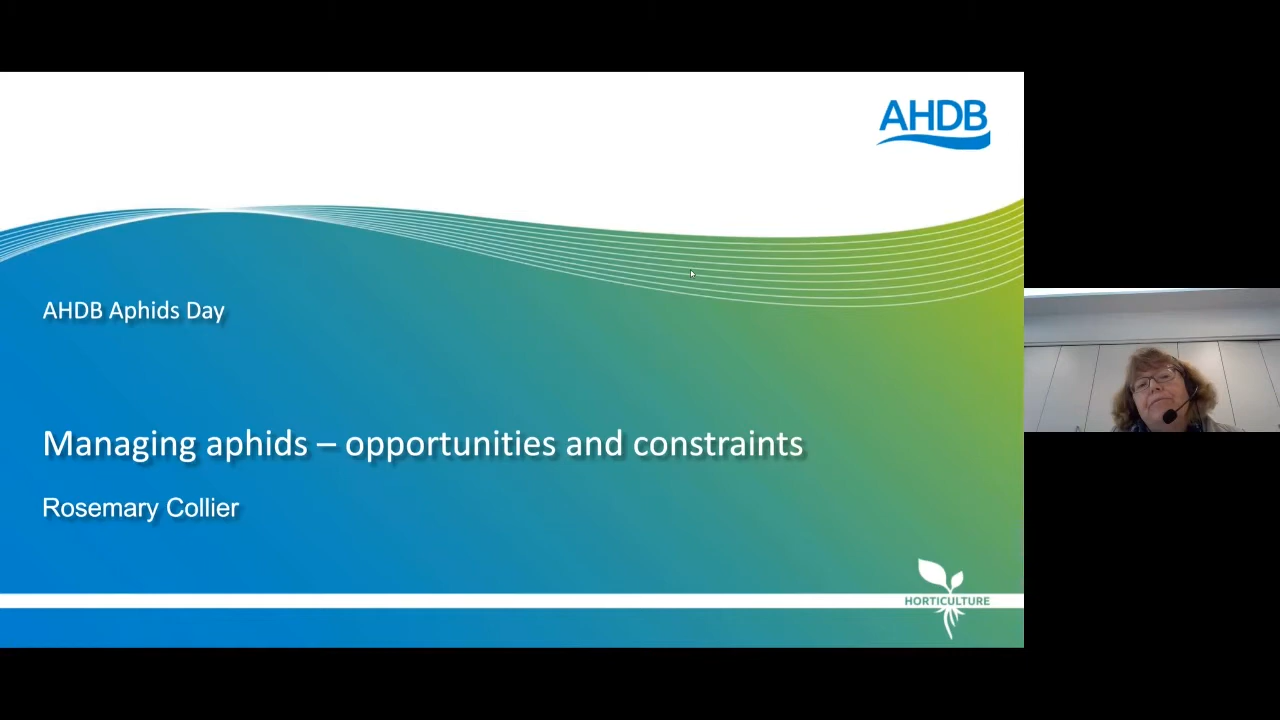 AHDB
AHDB Aphids Day
Managing aphids – opportunities and constraints
Rosemary Collier
HORTICULTURE